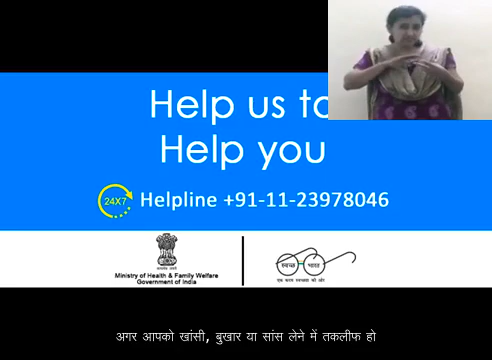 Help us to
Help you
24X7 Helpline +91-11-23978046
Ministry of Health & Family Welfare
Government of India
स्वच्छ भारत
एक कदम स्वच्छता की ओर
अगर आपको खांसी, बुखार या सांस लेने में तकलीफ हो